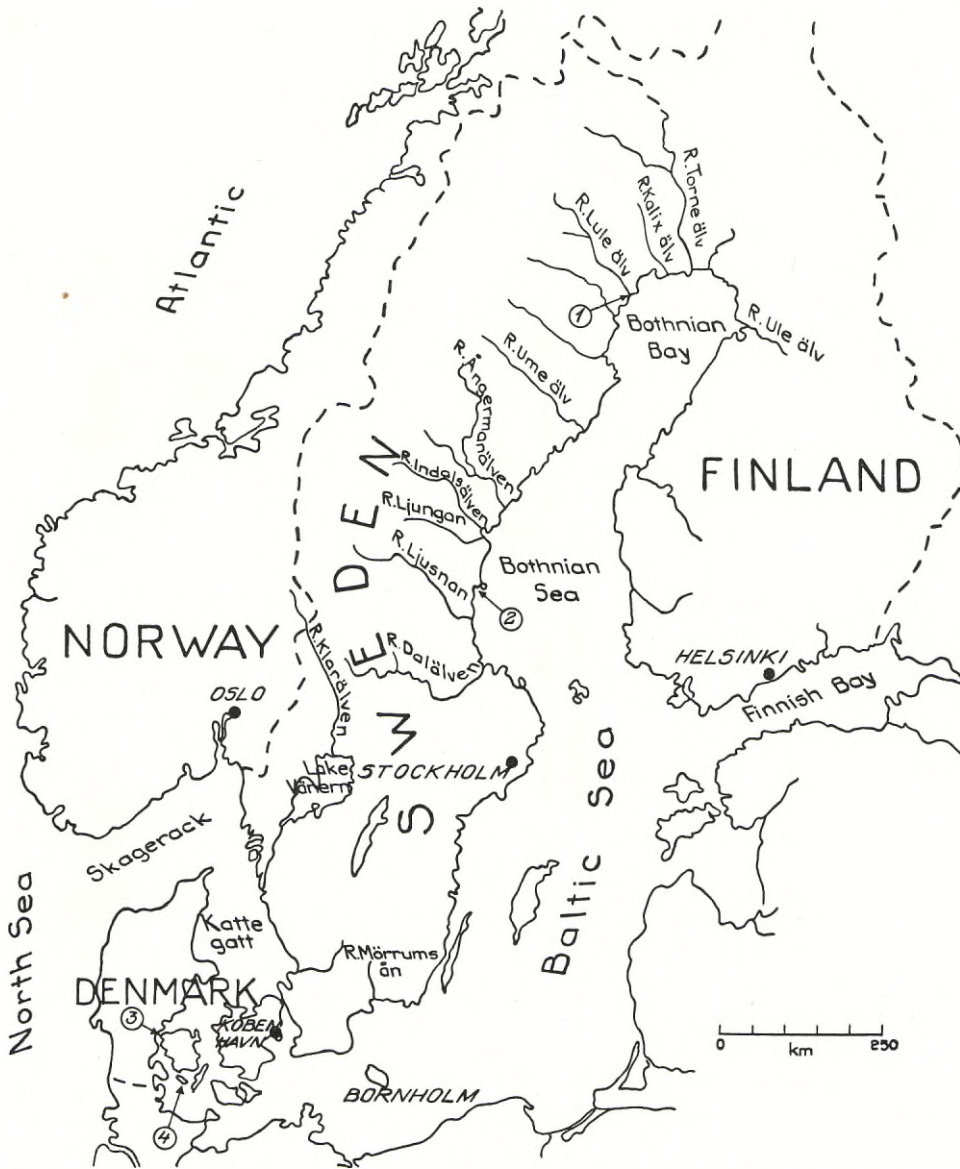 Atlantic
R.Torne älv
R.Kalix älv
R.Lule älv
1
Bothnian
Bay
R.Ule älv
R.Ume älv
R.Ångermanälven
R.Indalsälven
R.Ljungan
R.Ljusnan
FINLAND
Bothnian
Sea
2
SWEDEN
NORWAY
R.Klarälven
R.Dalälven
HELSINKI
Finnish Bay
OSLO
Lake
Vänern
STOCKHOLM
Baltic Sea
Skagerack
North Sea
Katte
gatt
R.Mörrums
ån
DENMARK
3
KÖBEN
HAVN
0
250
km
BORNHOLM
4